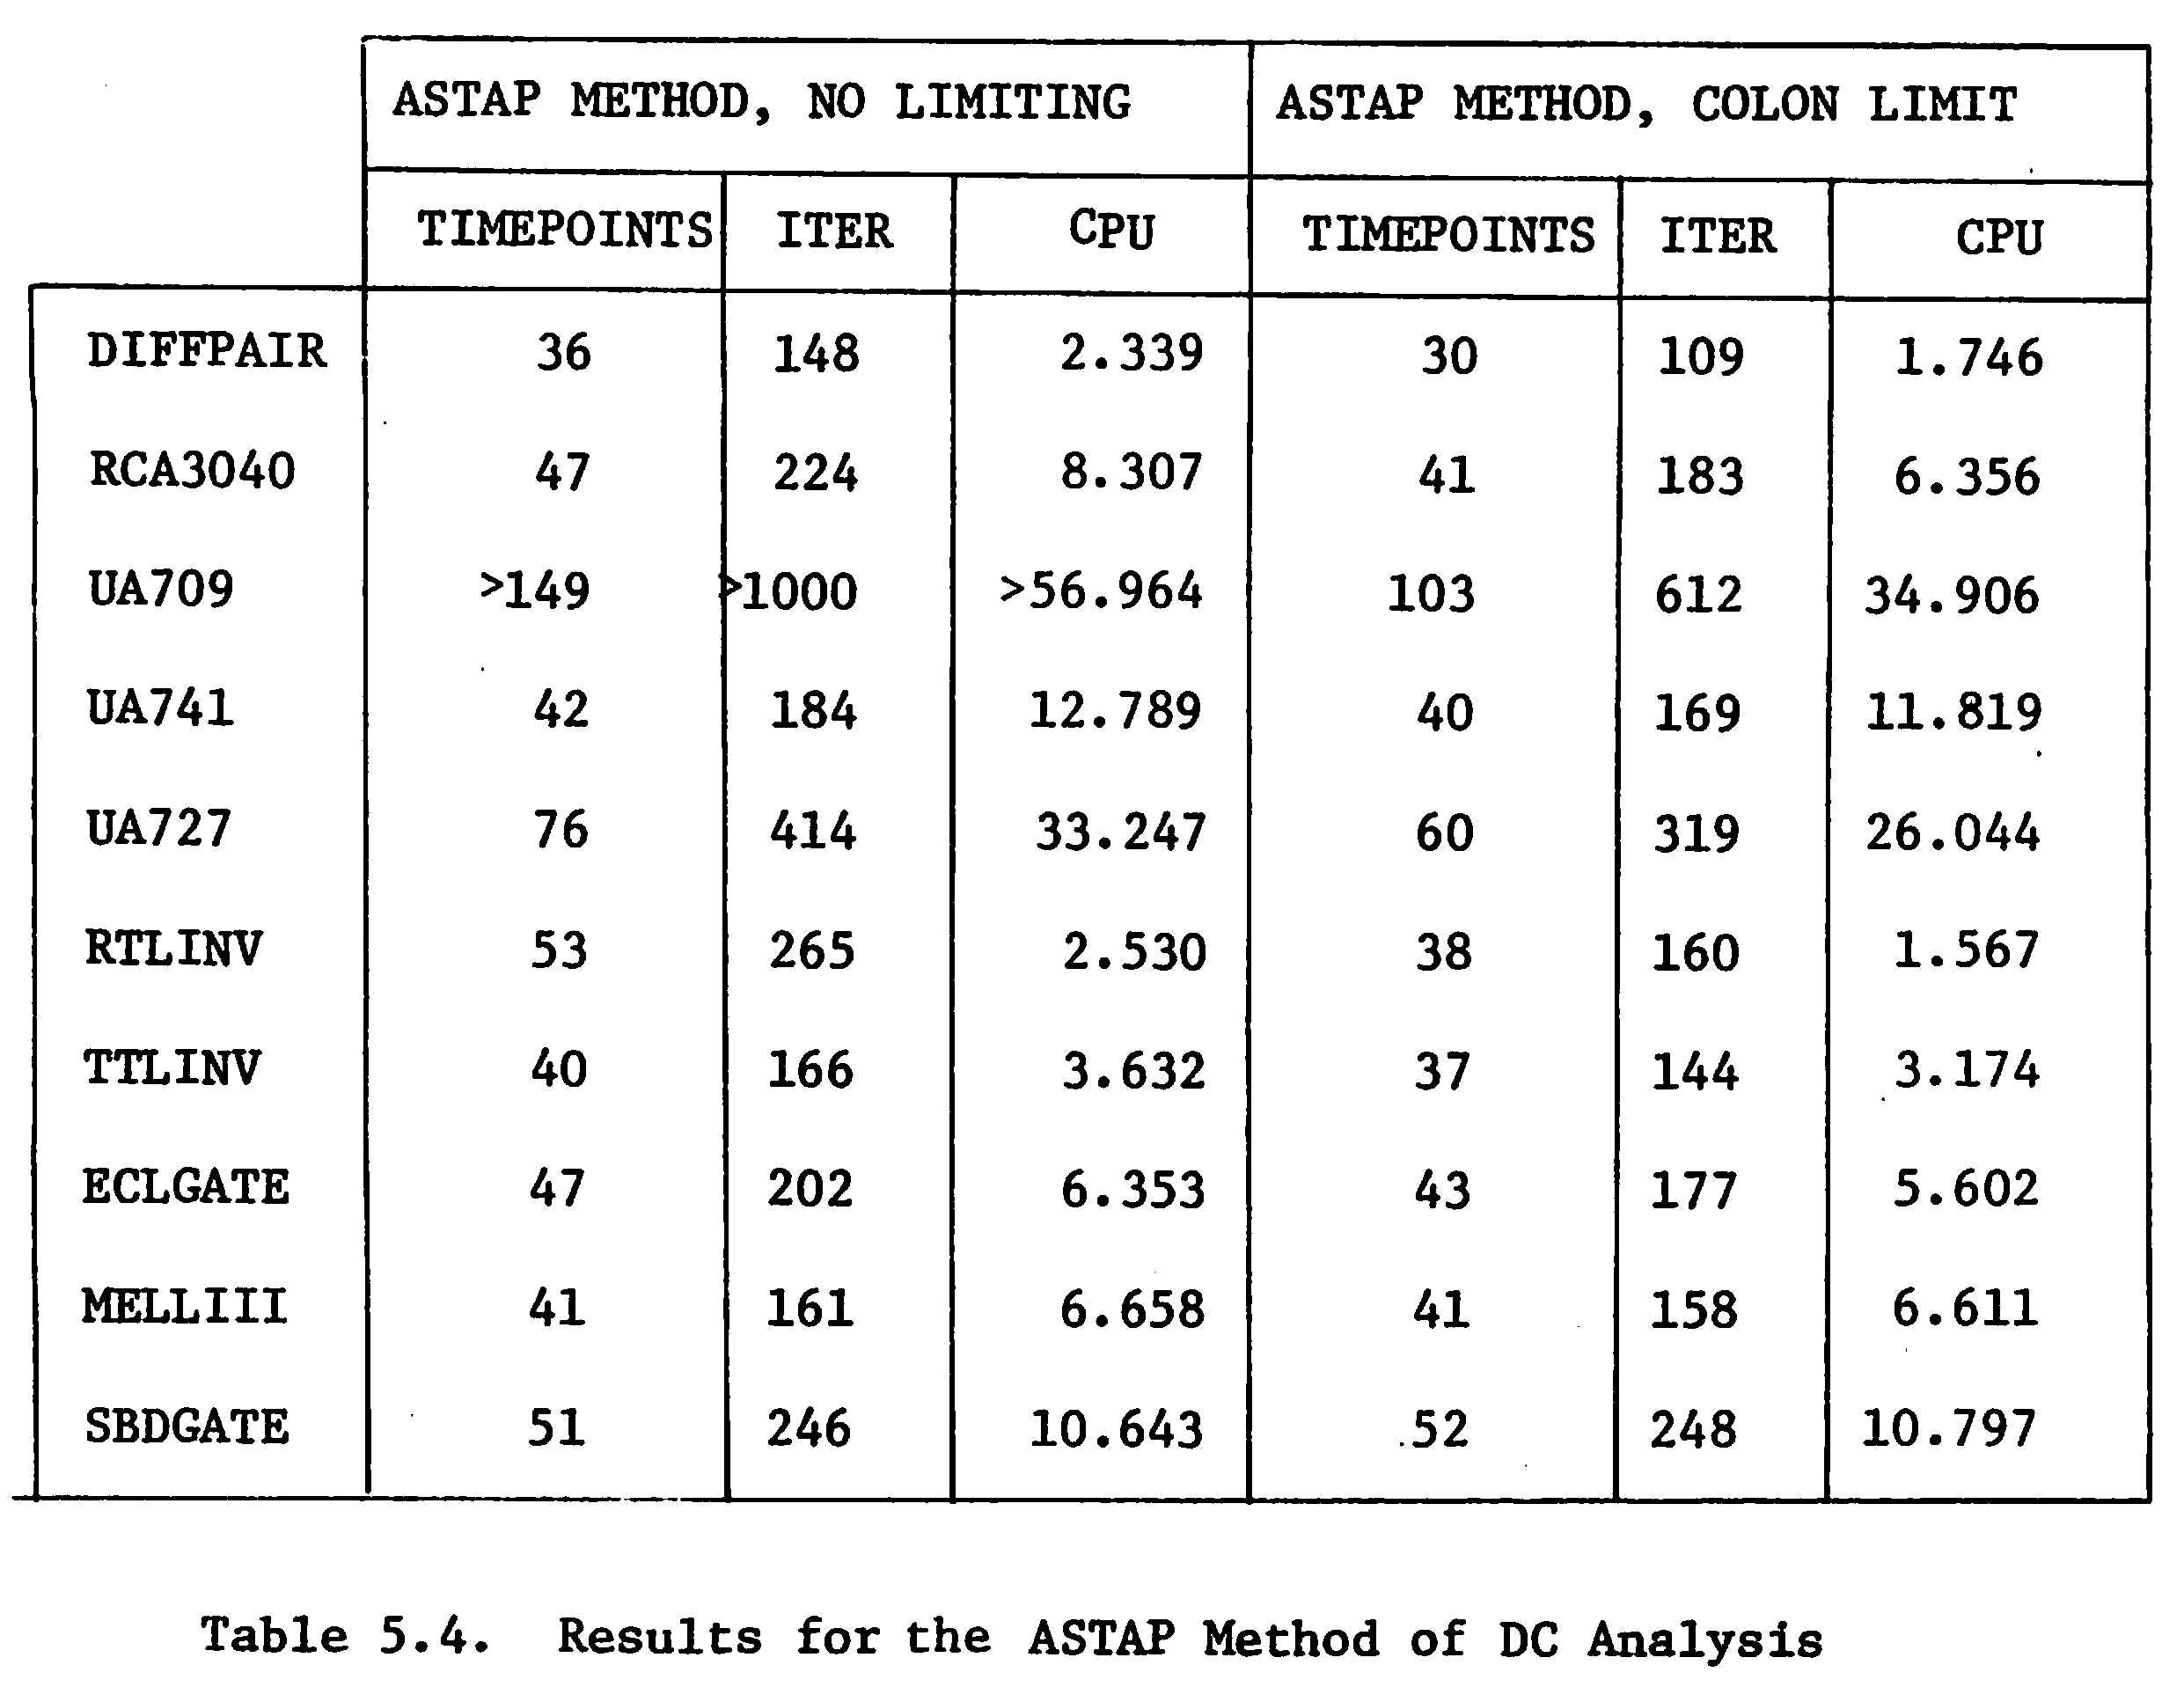 ASTAP METHOD, NO LIMITING ASTAP METHOD, COLON LIMIT
TIMEPOINTS ITER CPU TIMEPOINTS ITER CPU
DIFFPAIR 36 148 2.339 30 109 1.746
RCA3040 47 224 8.307 41 183 6.356
UA709 >149 >1000 >56.964 103 612 34.906
UA741 42 184 12.789 40 169 11.819
UA727 76 414 33.247 60 319 26.044
RTLINV 53 265 2.530 38 160 1.567
TTLINV 40 166 3.632 37 144 3.174
ECLGATE 47 202 6.353 43 177 5.602
MELLIII 41 161 6.658 41 158 6.611
SBDGATE 51 246 10.643 52 248 10.797
Table 5.4. Results for the ASTAP Method of DC Analysis